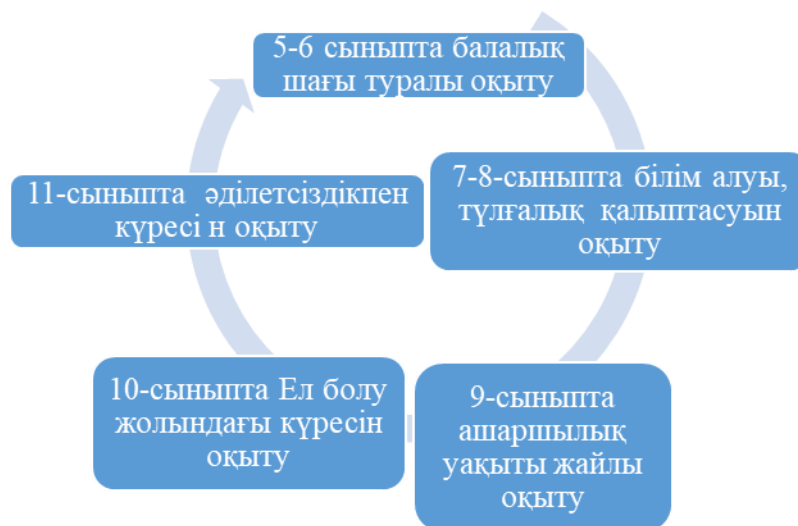 5-6 сыныпта балалық
шағы туралы оқыту
7-8-сыныпта білім алуы,
тұлғалық қалыптасуын
оқыту
9-сыныпта
ашаршылық
уақыты жайлы
оқыту
10-сыныпта Ел болу
жолындағы күресін
оқыту
11-сыныпта әділетсіздікпен
күресі н оқыту